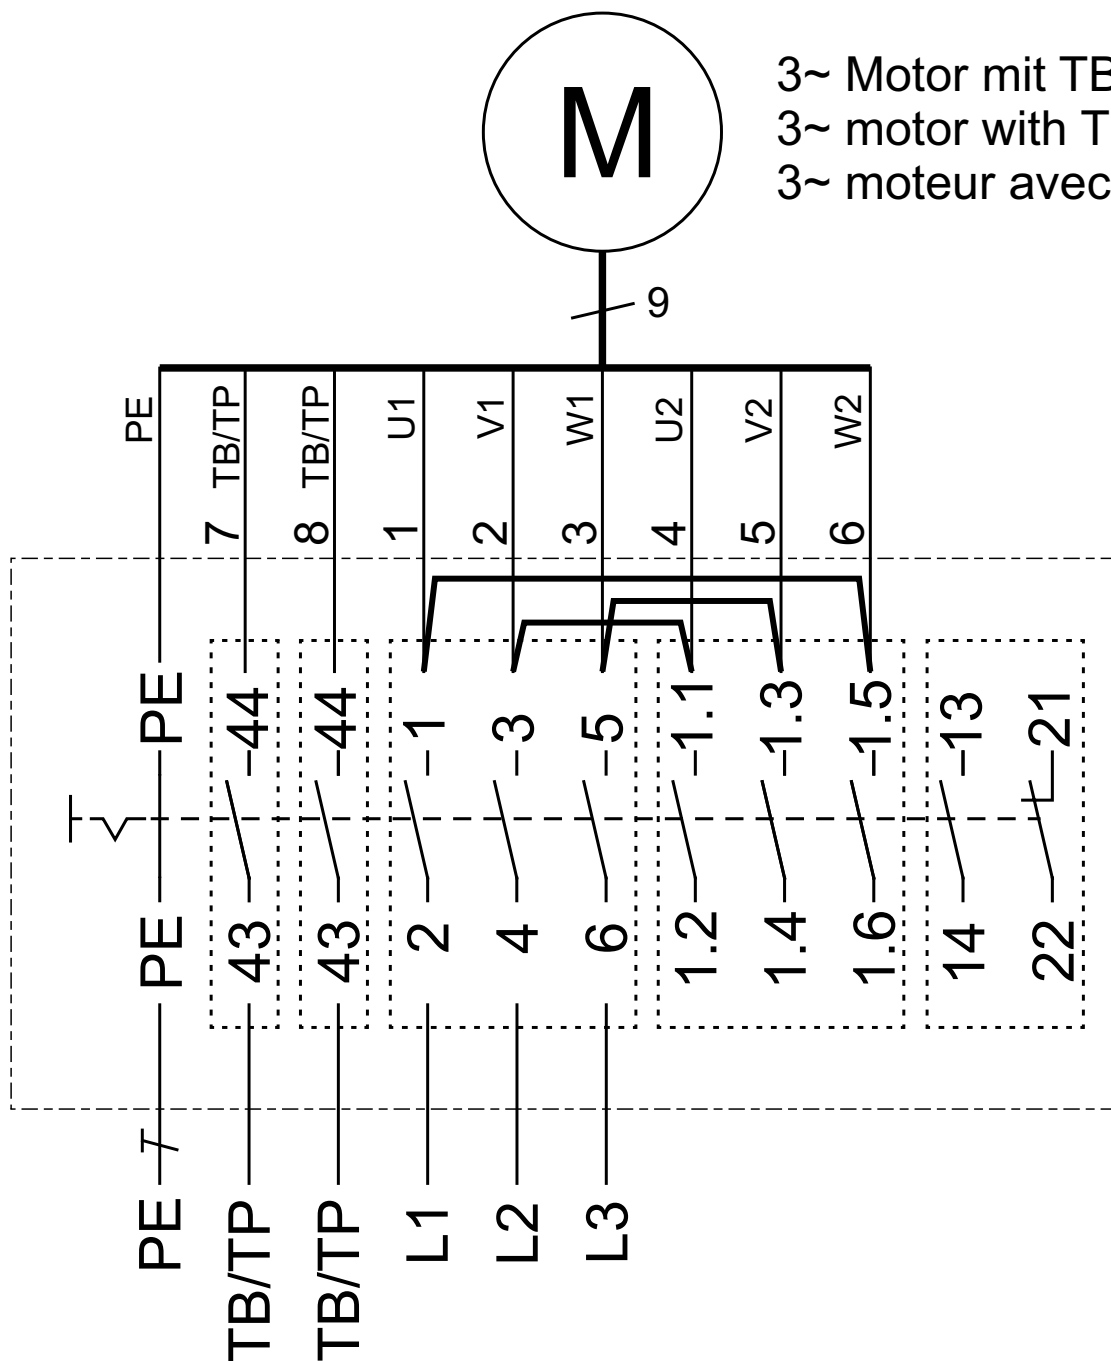 M
3~ Motor mit TB
3~ motor with T
3~ moteur avec
9
PE TB/TP TB/TP U1 V1 W1 U2 V2 W2
7 8 1 2 3 4 5 6
PE 44 44 1 3 5 1.1 1.3 1.5 13 21
PE 43 43 2 4 6 1.2 1.4 1.6 14 22
PE TB/TP TB/TP L1 L2 L3